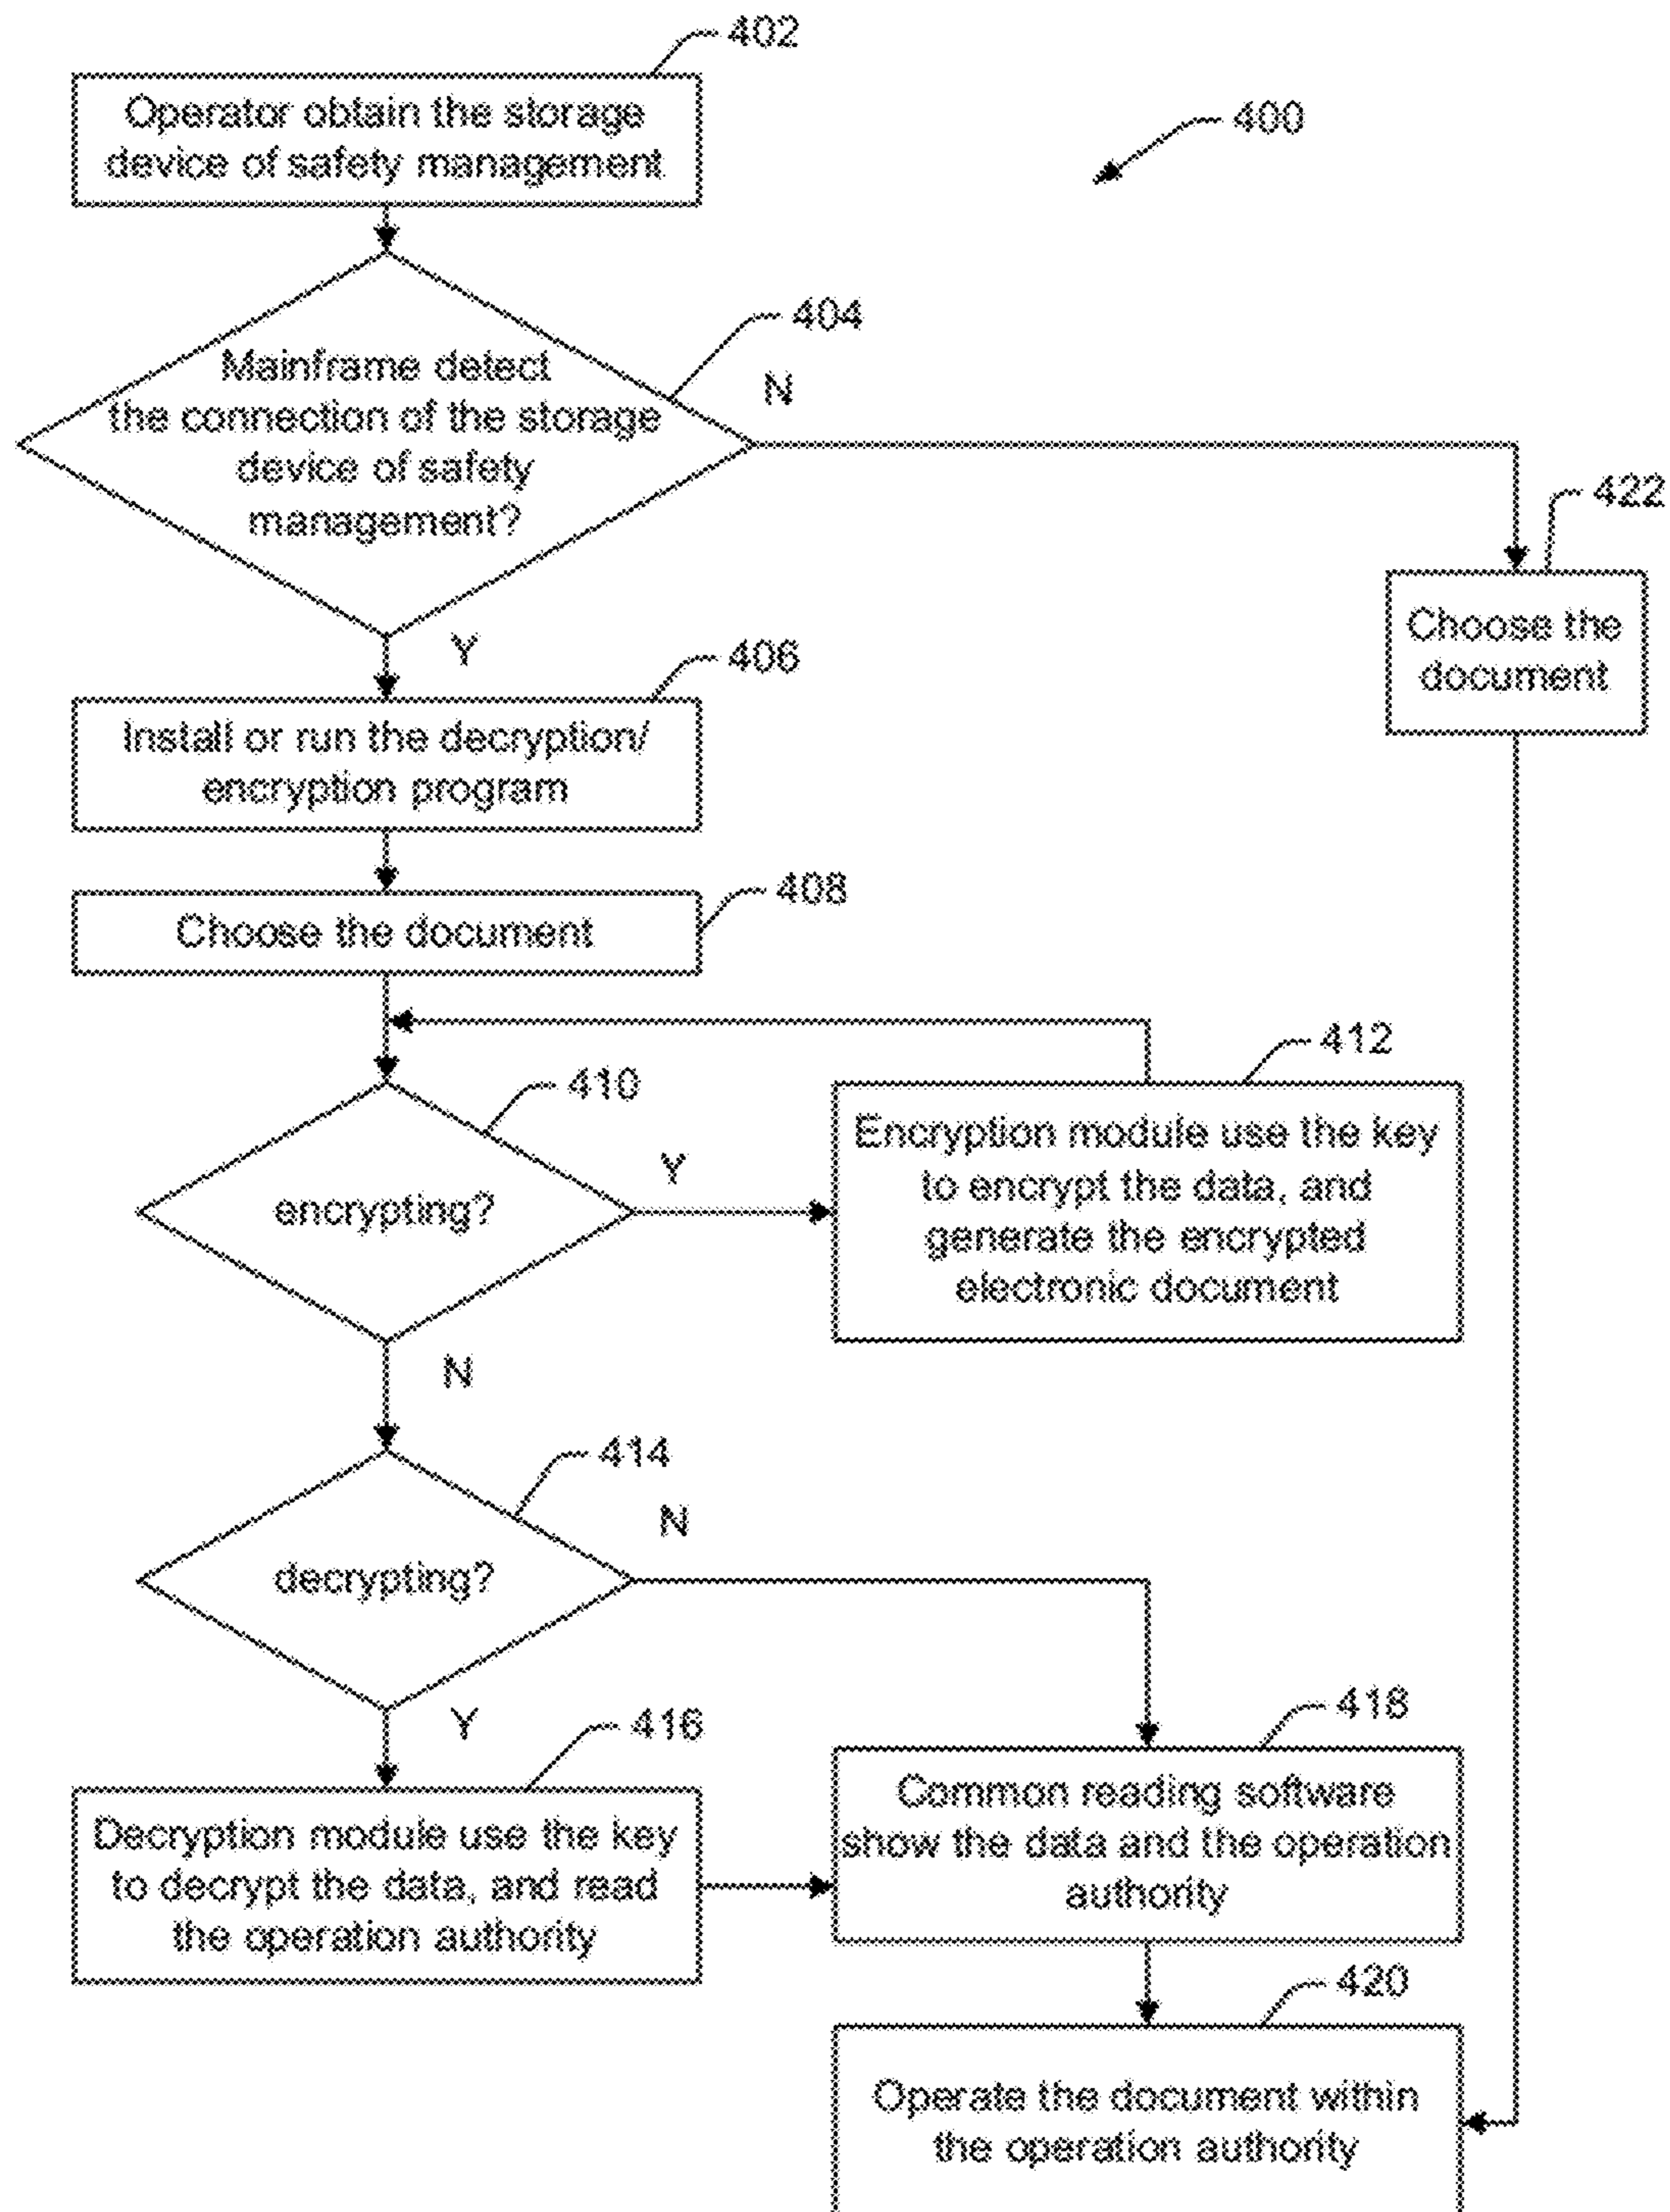 402
Operator obtain the storage
device of safety management
400
404
Mainframe detect
the connection of the storage
device of safety
management?
N
422
Choose the
document
Y
406
Install or run the decryption/
encryption program
408
Choose the document
412
410
Encryption module use the key
to encrypt the data, and
generate the encrypted
electronic document
Y
encrypting?
N
414
N
decrypting?
Y
416
418
Common reading software
show the data and the operation
authority
Decryption module use the key
to decrypt the data, and read
the operation authority
420
Operate the document within
the operation authority